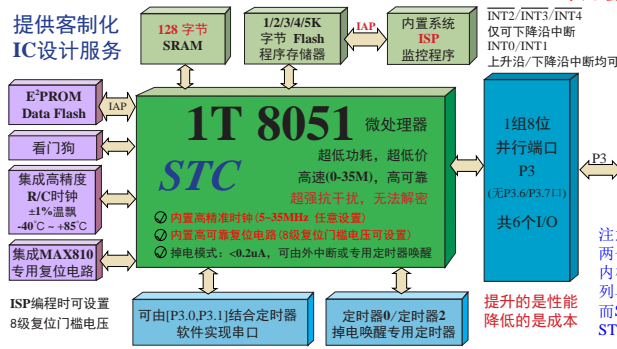 提供客制化
IC设计服务
128 字节
SRAM
1/2/3/4/5K
字节 Flash
程序存储器
IAP
内置系统
ISP
监控程序
INT2/INT3/INT4
仅可下降沿中断
INT0/INT1
上升沿/下降沿中断均可
E²PROM
Data Flash
IAP
看门狗
集成高精度
R/C时钟
±1%温飘
-40℃ ~ +85℃
集成MAX810
专用复位电路
ISP编程时可设置
8级复位门槛电压
1T 8051 微处理器
STC
超低功耗，超低价
高速(0-35M)，高可靠
超强抗干扰，无法解密
内置高精准时钟(5~35MHz 任意设置)
内置高可靠复位电路(8级复位门槛电压可设置)
掉电模式：<0.2uA，可由外中断或专用定时器唤醒
1组8位
并行端口
P3
(无P3.6/P3.7口)
共6个I/O
P3
可由[P3.0,P3.1]结合定时器
软件实现串口
定时器0/定时器2
掉电唤醒专用定时器
提升的是性能
降低的是成本
两
内
列
而
ST